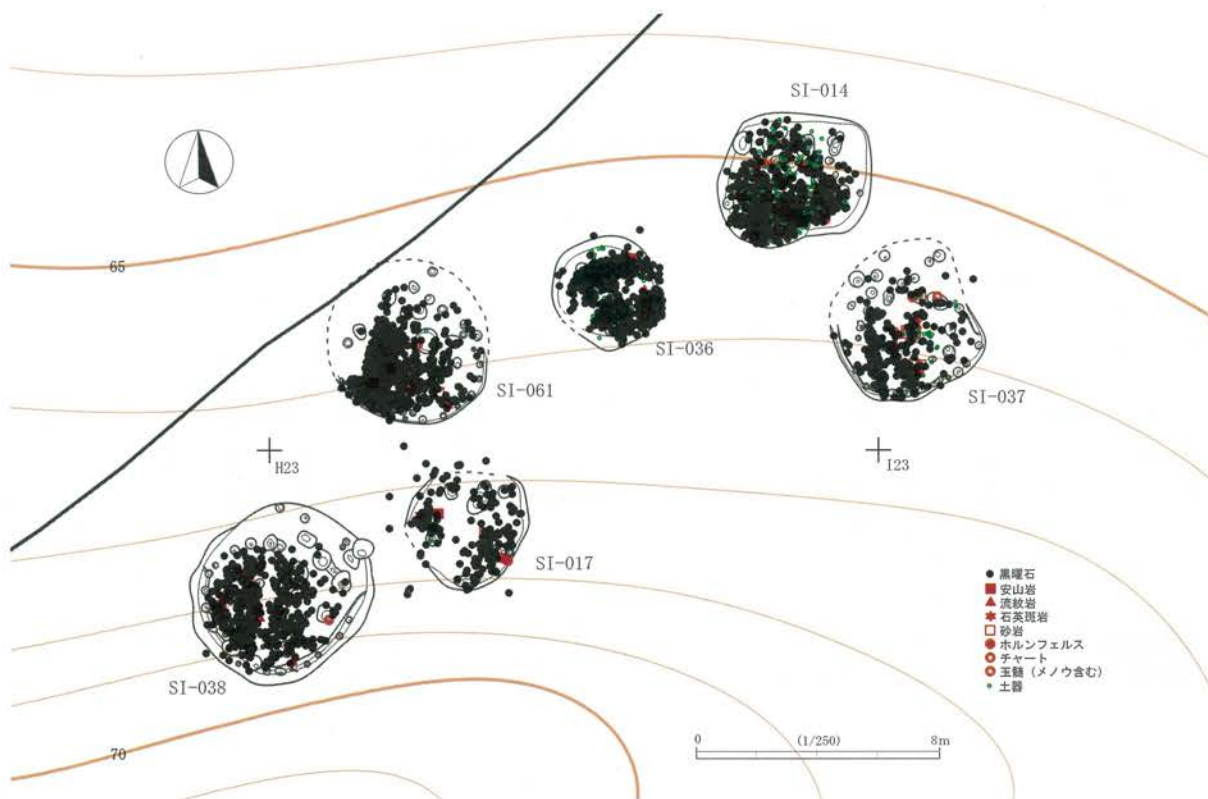 SI-014
65
SI-036
SI-037
SI-061
H23
I23
SI-017
SI-038
70
黒曜石
安山岩
流紋岩
石英斑岩
砂岩
ホルンフェルス
チャート
玉髄（メノウ含む）
土器
0 (1/250) 8m